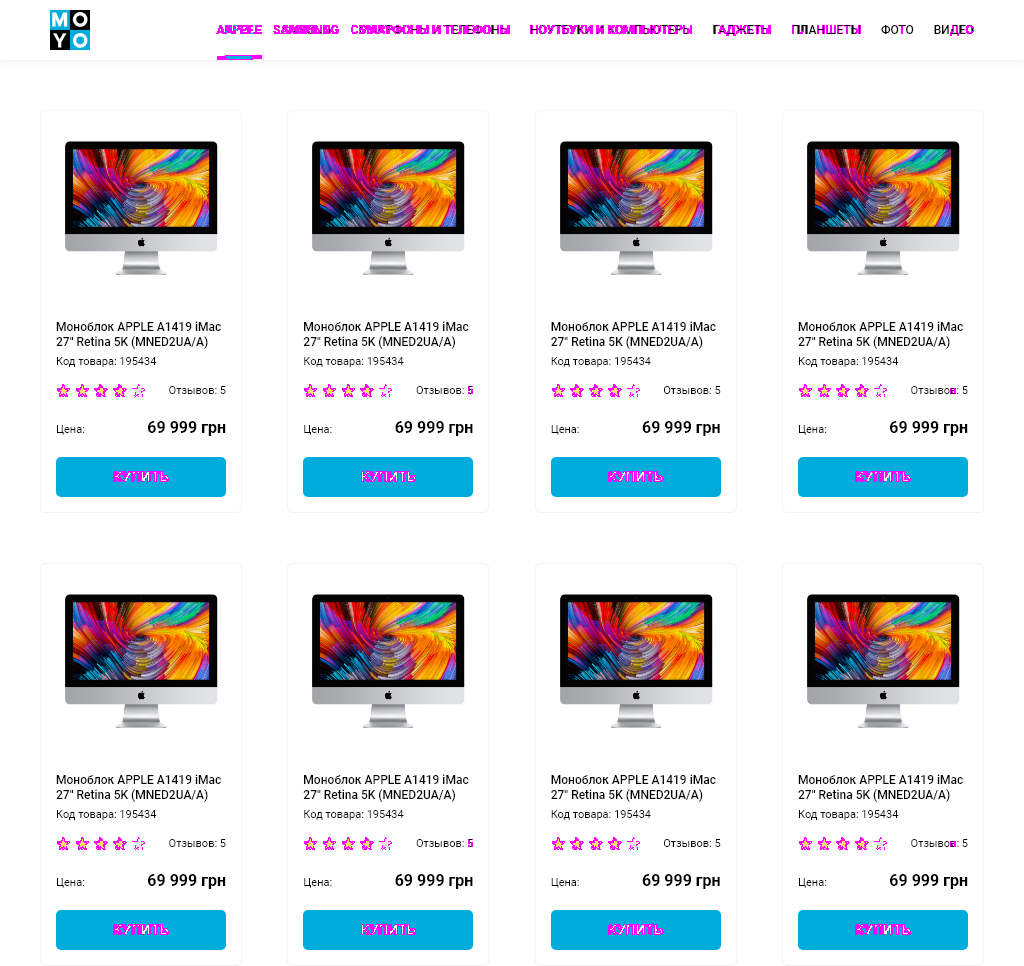 MO
YO
APPLE SAMSUNG СМАРТФОНЫ И ТЕЛЕФОНЫ НОУТБУКИ И КОМПЬЮТЕРЫ ГАДЖЕТЫ ПЛАНШЕТЫ ФОТО ВИДЕО
Моноблок APPLE A1419 iMac
27" Retina 5K (MNED2UA/A)
Код товара: 195434
Отзывов: 5
Цена: 69 999 грн
КУПИТЬ
Моноблок APPLE A1419 iMac
27" Retina 5K (MNED2UA/A)
Код товара: 195434
Отзывов: 5
Цена: 69 999 грн
КУПИТЬ
Моноблок APPLE A1419 iMac
27" Retina 5K (MNED2UA/A)
Код товара: 195434
Отзывов: 5
Цена: 69 999 грн
КУПИТЬ
Моноблок APPLE A1419 iMac
27" Retina 5K (MNED2UA/A)
Код товара: 195434
Отзывов: 5
Цена: 69 999 грн
КУПИТЬ
Моноблок APPLE A1419 iMac
27" Retina 5K (MNED2UA/A)
Код товара: 195434
Отзывов: 5
Цена: 69 999 грн
КУПИТЬ
Моноблок APPLE A1419 iMac
27" Retina 5K (MNED2UA/A)
Код товара: 195434
Отзывов: 5
Цена: 69 999 грн
КУПИТЬ
Моноблок APPLE A1419 iMac
27" Retina 5K (MNED2UA/A)
Код товара: 195434
Отзывов: 5
Цена: 69 999 грн
КУПИТЬ
Моноблок APPLE A1419 iMac
27" Retina 5K (MNED2UA/A)
Код товара: 195434
Отзывов: 5
Цена: 69 999 грн
КУПИТЬ